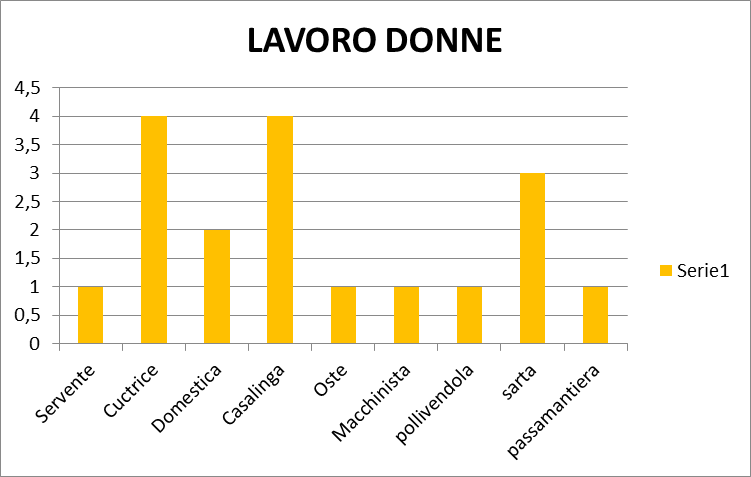 LAVORO DONNE
4,5
4
3,5
3
2,5
2
1,5
1
0,5
0
Servente
Cuctrice
Domestica
Casalinga
Oste
Macchinista
pollivendola
sarta
passamantiera
Serie1